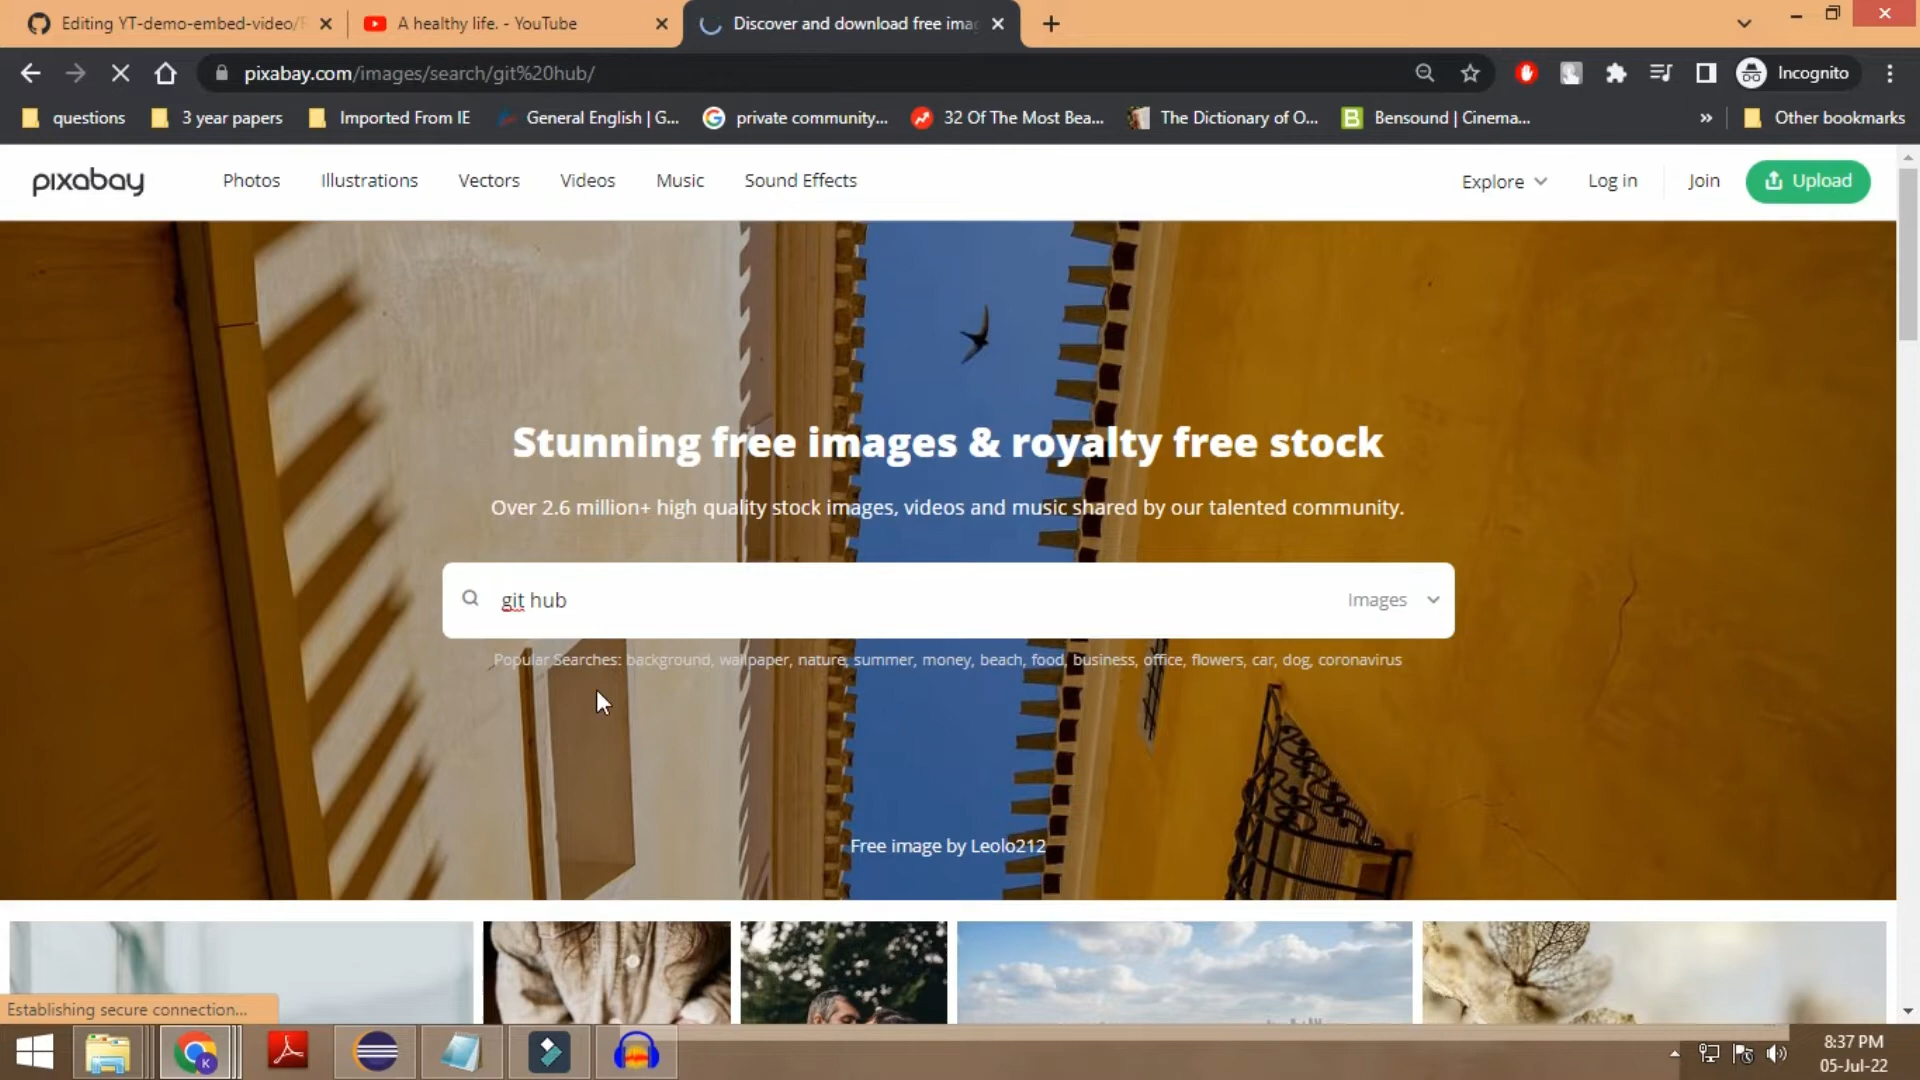 Editing YT-demo-embed-video/
A healthy life. - YouTube
Discover and download free ima
pixabay.com/images/search/git%20hub/
Incognito
questions
3 year papers
Imported From IE
General English | G...
private community...
32 Of The Most Bea...
The Dictionary of O...
B
Bensound | Cinema...
»
Other bookmarks
pixabay
Photos
Illustrations
Vectors
Videos
Music
Sound Effects
Explore
Log in
Join
Upload
Stunning free images & royalty free stock
Over 2.6 million+ high quality stock images, videos and music shared by our talented community.
git hub
Images
Popular Searches: background, wallpaper, nature, summer, money, beach, food, business, office, flowers, car, dog, coronavirus
Free image by Leolo212
Establishing secure connection...
K
8:37 PM
05-Jul-22